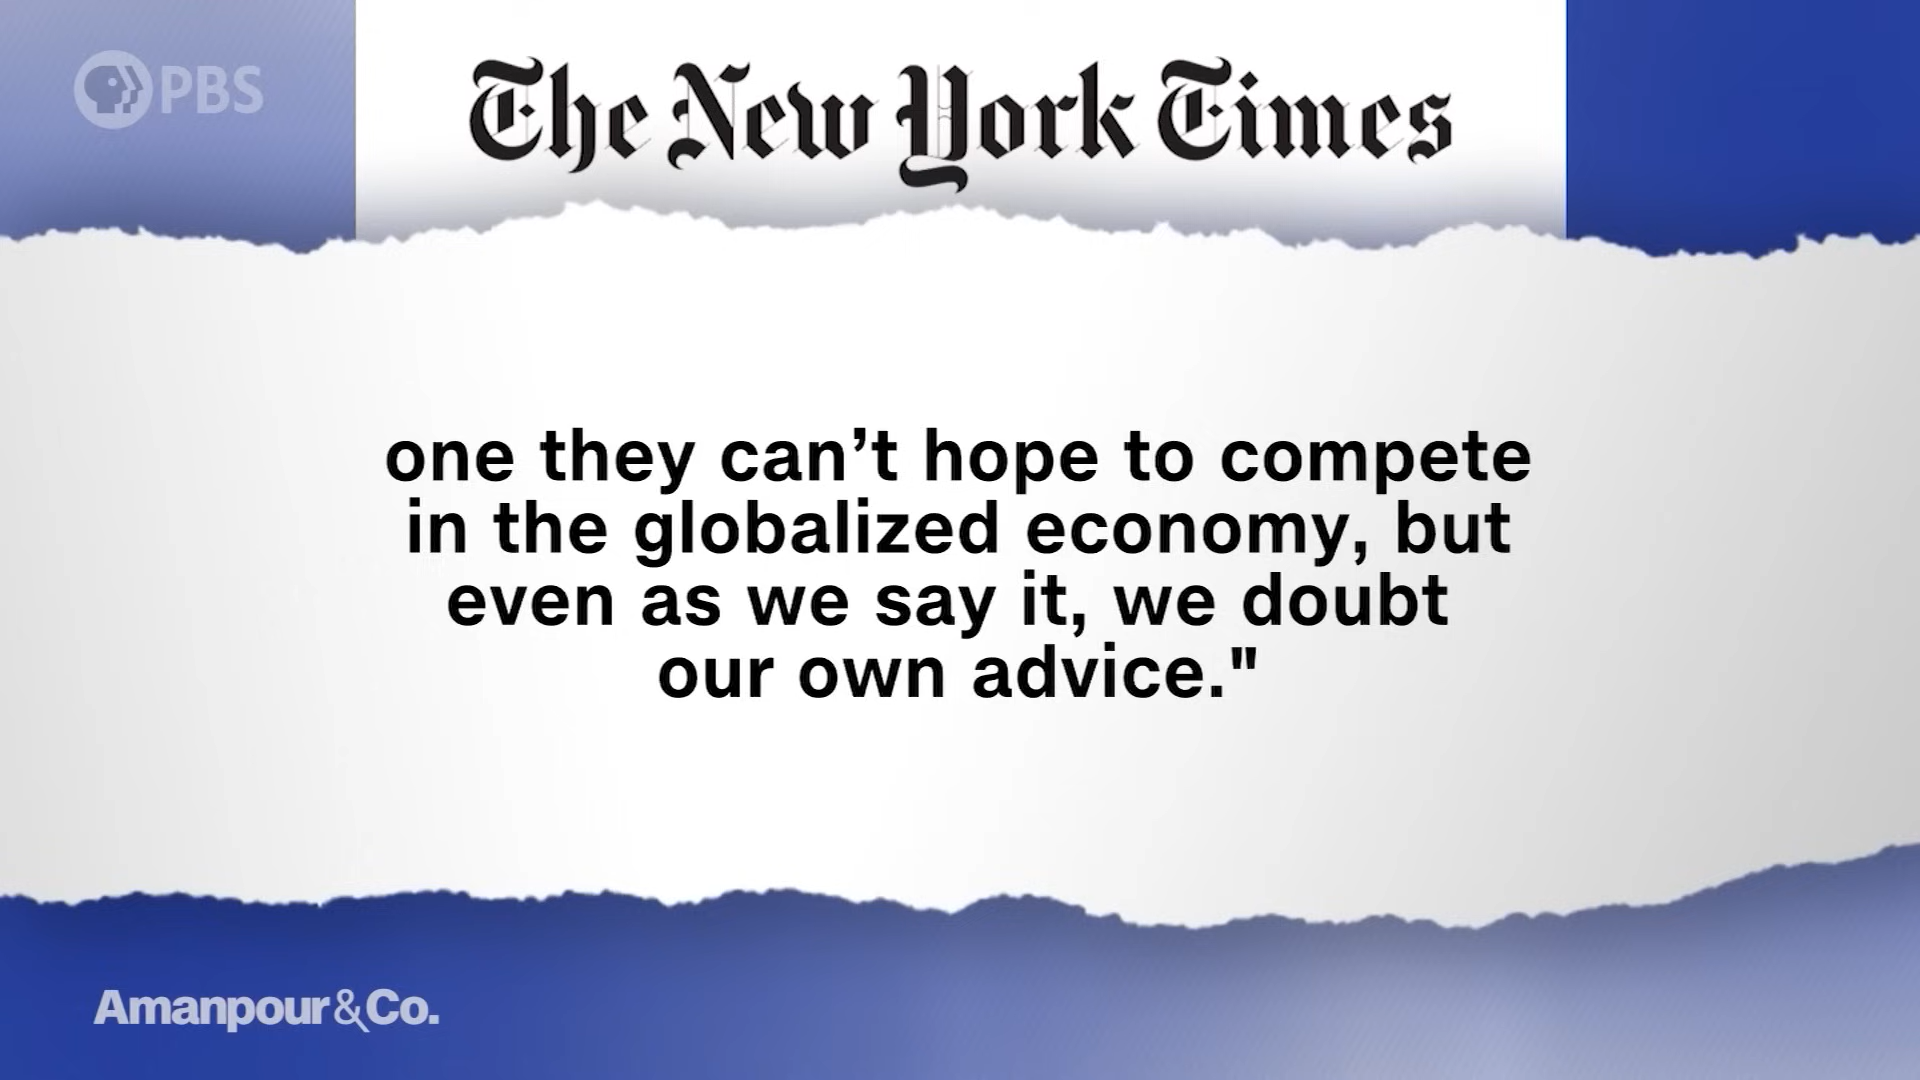 PBS
The New York Times
one they can’t hope to compete
in the globalized economy, but
even as we say it, we doubt
our own advice."
Amanpour&Co.